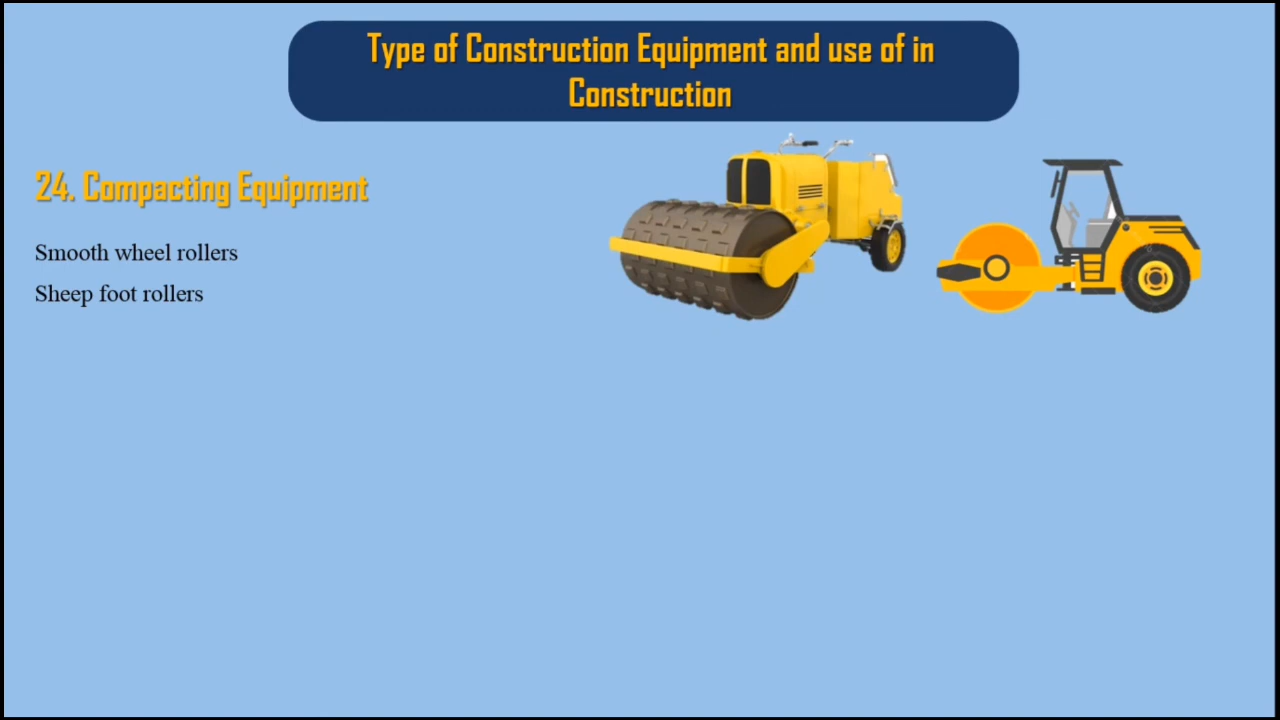 Type of Construction Equipment and use of in
Construction
24. Compacting Equipment
Smooth wheel rollers
Sheep foot rollers